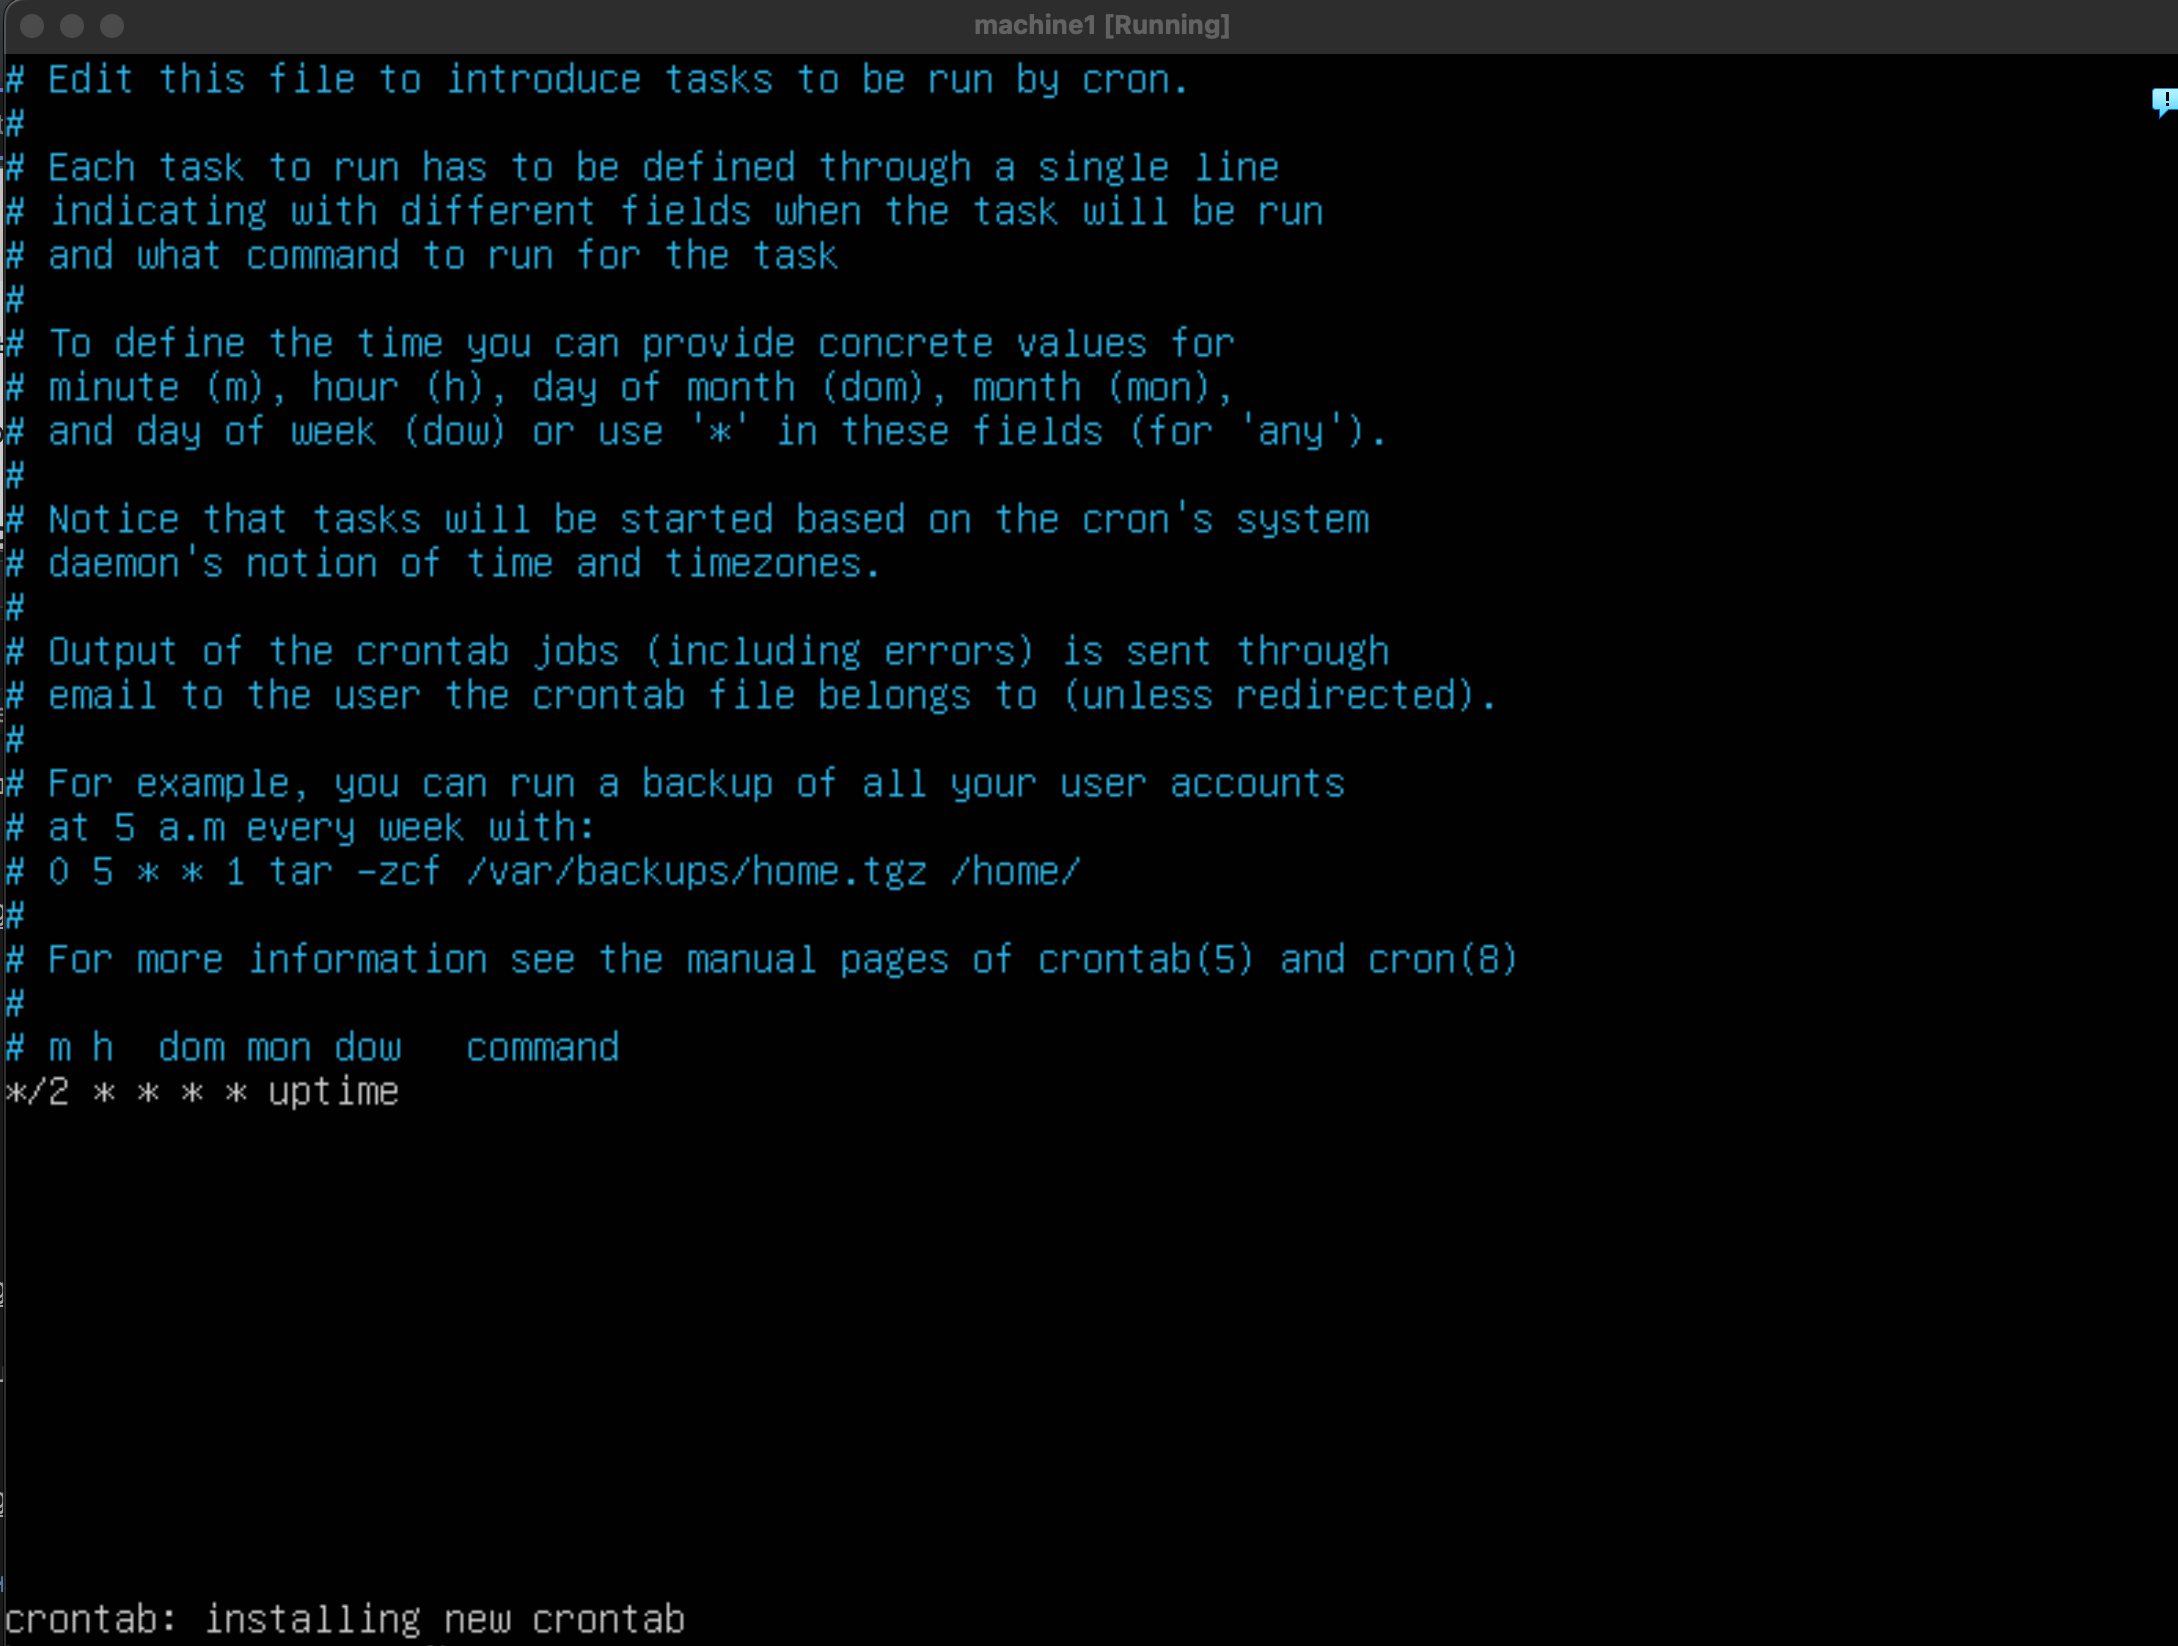 machine1 [Running]
# Edit this file to introduce tasks to be run by cron.
#
# Each task to run has to be defined through a single line
# indicating with different fields when the task will be run
# and what command to run for the task
#
# To define the time you can provide concrete values for
# minute (m), hour (h), day of month (dom), month (mon),
# and day of week (dow) or use '*' in these fields (for 'any').
#
# Notice that tasks will be started based on the cron's system
# daemon's notion of time and timezones.
#
# Output of the crontab jobs (including errors) is sent through
# email to the user the crontab file belongs to (unless redirected).
#
# For example, you can run a backup of all your user accounts
# at 5 a.m every week with:
# 0 5 * * 1 tar -zcf /var/backups/home.tgz /home/
#
# For more information see the manual pages of crontab(5) and cron(8)
#
# m h  dom mon dow   command
*/2 * * * * uptime
crontab: installing new crontab